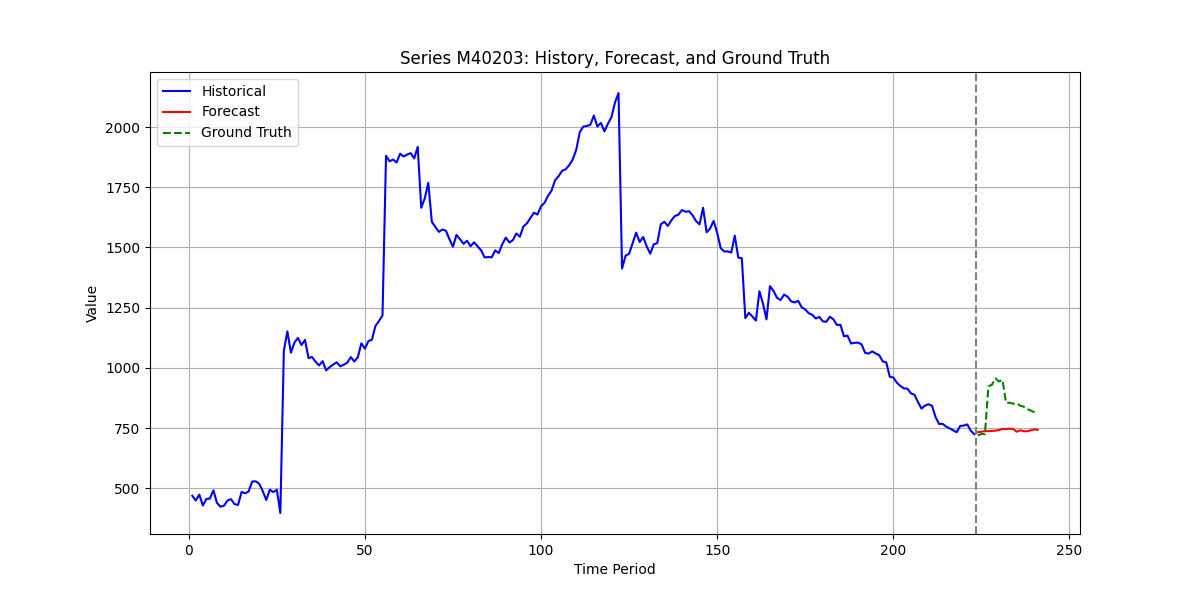 Series M40203: History, Forecast, and Ground Truth
Historical
Forecast
Ground Truth
2000
1750
1500
1250
1000
750
500
Value
0 50 100 150 200 250
Time Period